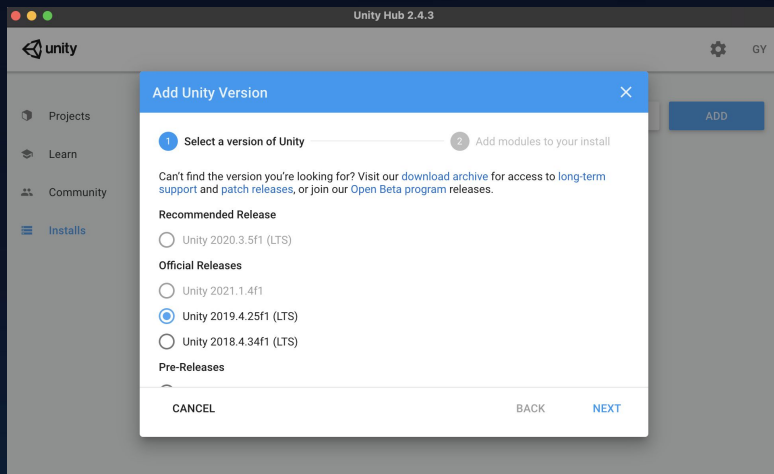 Unity Hub 2.4.3
unity
GY
Projects
Learn
Community
Installs
ADD
Add Unity Version
1 Select a version of Unity
2 Add modules to your install
Can't find the version you're looking for? Visit our download archive for access to long-term
support and patch releases, or join our Open Beta program releases.
Recommended Release
Unity 2020.3.5f1 (LTS)
Official Releases
Unity 2021.1.4f1
Unity 2019.4.25f1 (LTS)
Unity 2018.4.34f1 (LTS)
Pre-Releases
CANCEL
BACK
NEXT